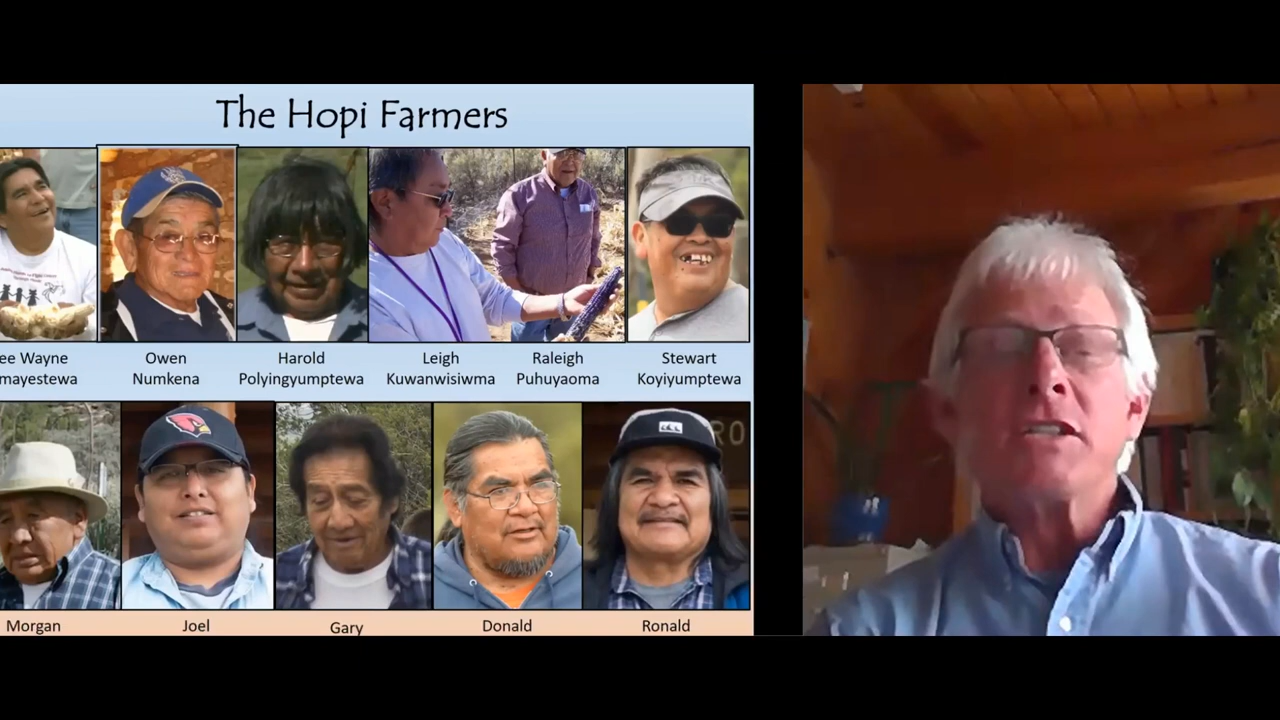 The Hopi Farmers
ee Wayne
mayestewa
Owen
Numkena
Harold
Polyingyumptewa
Leigh
Kuwanwisiwma
Raleigh
Puhuyaoma
Stewart
Koyiyumptewa
RO
Morgan
Joel
Gary
Donald
Ronald